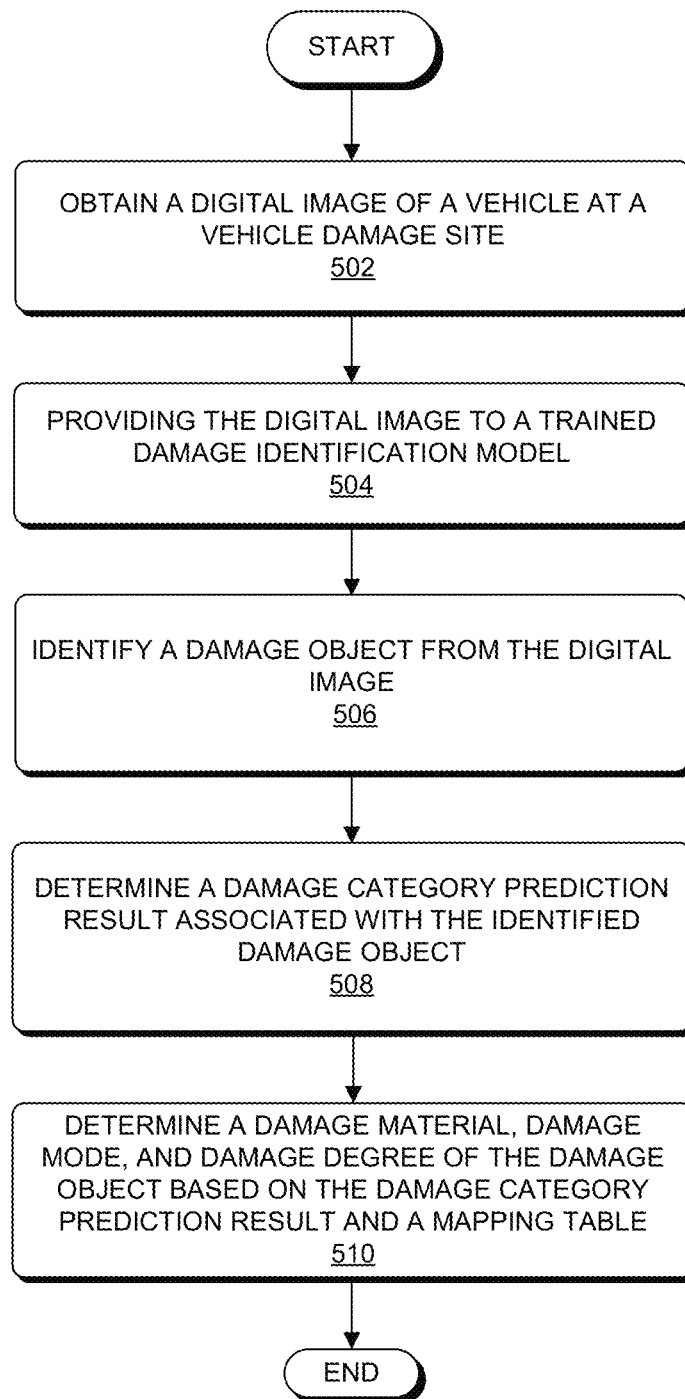 START
OBTAIN A DIGITAL IMAGE OF A VEHICLE AT A
VEHICLE DAMAGE SITE
502
PROVIDING THE DIGITAL IMAGE TO A TRAINED
DAMAGE IDENTIFICATION MODEL
504
IDENTIFY A DAMAGE OBJECT FROM THE DIGITAL
IMAGE
506
DETERMINE A DAMAGE CATEGORY PREDICTION
RESULT ASSOCIATED WITH THE IDENTIFIED
DAMAGE OBJECT
508
DETERMINE A DAMAGE MATERIAL, DAMAGE
MODE, AND DAMAGE DEGREE OF THE DAMAGE
OBJECT BASED ON THE DAMAGE CATEGORY
PREDICTION RESULT AND A MAPPING TABLE
510
END